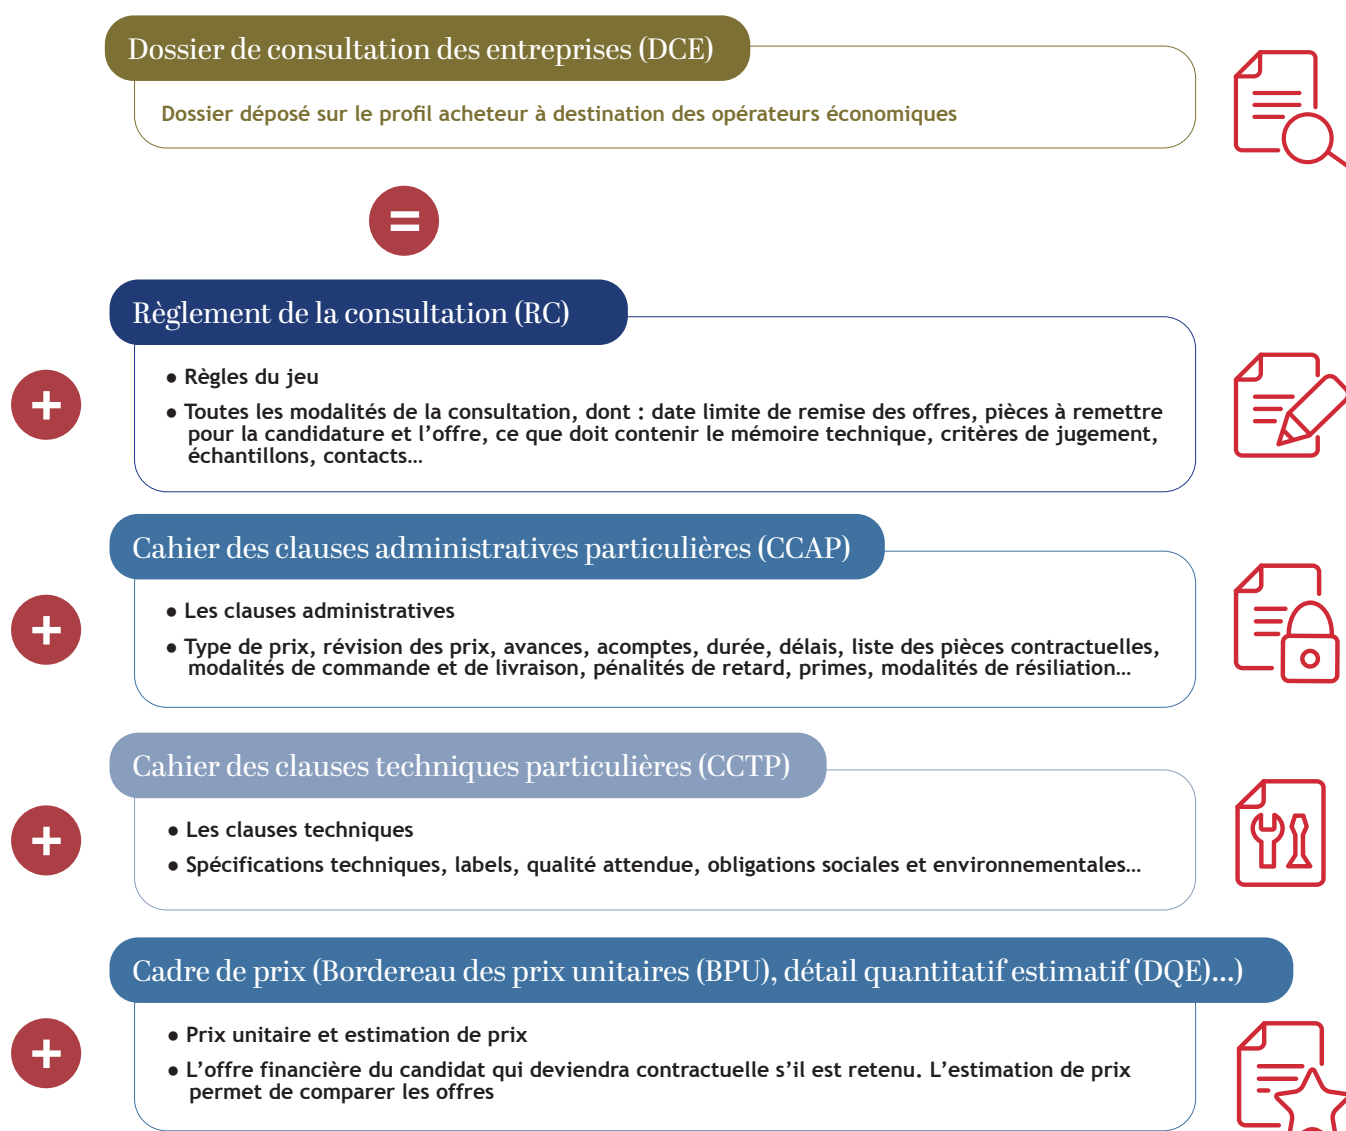 Dossier de consultation des entreprises (DCE)
Dossier déposé sur le profil acheteur à destination des opérateurs économiques
=
Règlement de la consultation (RC)
+
● Règles du jeu
● Toutes les modalités de la consultation, dont : date limite de remise des offres, pièces à remettre
pour la candidature et l’offre, ce que doit contenir le mémoire technique, critères de jugement,
échantillons, contacts…
Cahier des clauses administratives particulières (CCAP)
+
● Les clauses administratives
● Type de prix, révision des prix, avances, acomptes, durée, délais, liste des pièces contractuelles,
modalités de commande et de livraison, pénalités de retard, primes, modalités de résiliation…
Cahier des clauses techniques particulières (CCTP)
+
● Les clauses techniques
● Spécifications techniques, labels, qualité attendue, obligations sociales et environnementales…
Cadre de prix (Bordereau des prix unitaires (BPU), détail quantitatif estimatif (DQE)…)
+
● Prix unitaire et estimation de prix
● L’offre financière du candidat qui deviendra contractuelle s’il est retenu. L’estimation de prix
permet de comparer les offres